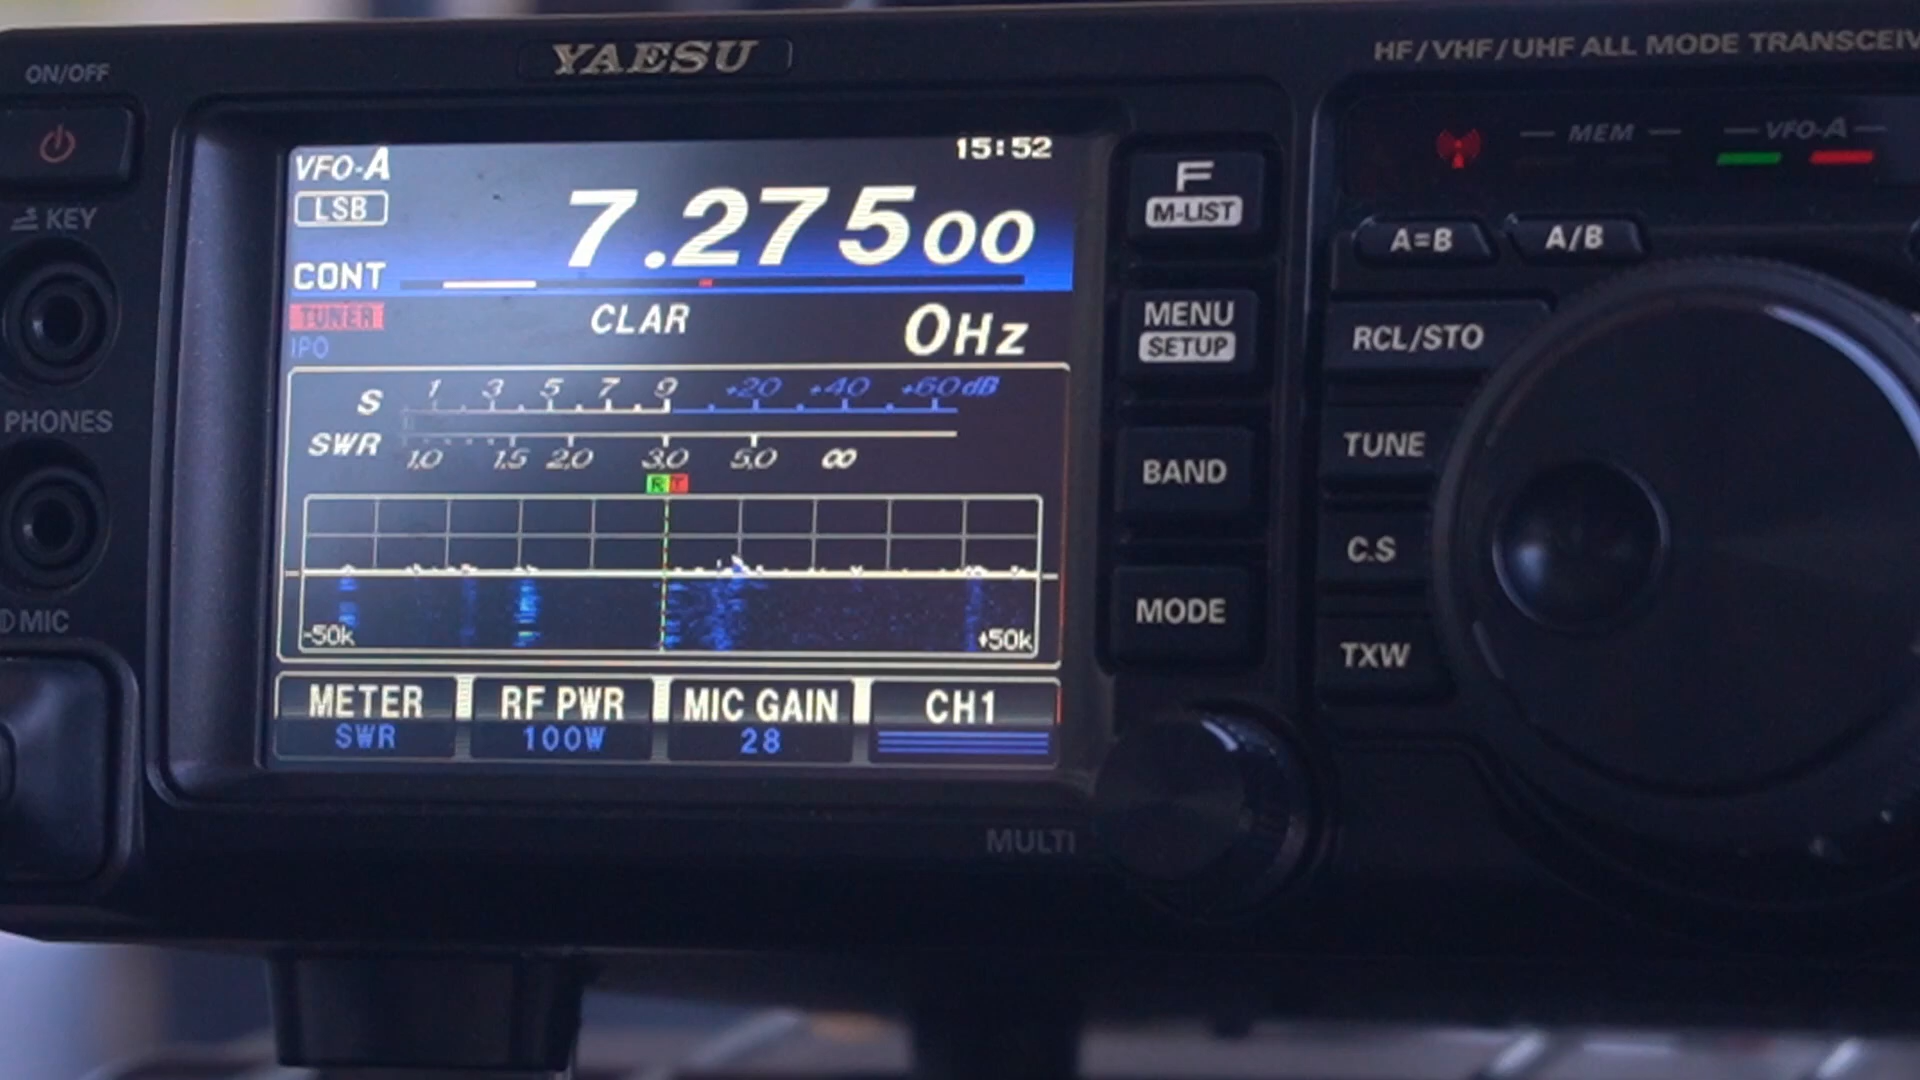 ON/OFF
YAESU
HF/VHF/UHF ALL MODE TRANSCEIV
VFO-A
15:52
LSB
7.27500
CONT
TUNER
CLAR
0Hz
IPO
S 1 3 5 7 9 +20 +40 +60dB
SWR
1.0 1.5 2.0 3.0 5.0 ∞
R T
-50k
+50k
METER
SWR
RF PWR
100W
MIC GAIN
28
CH1
KEY
PHONES
MIC
F
M-LIST
MENU
SETUP
BAND
MODE
MULTI
MEM
VFO-A
A=B
A/B
RCL/STO
TUNE
C.S
TXW